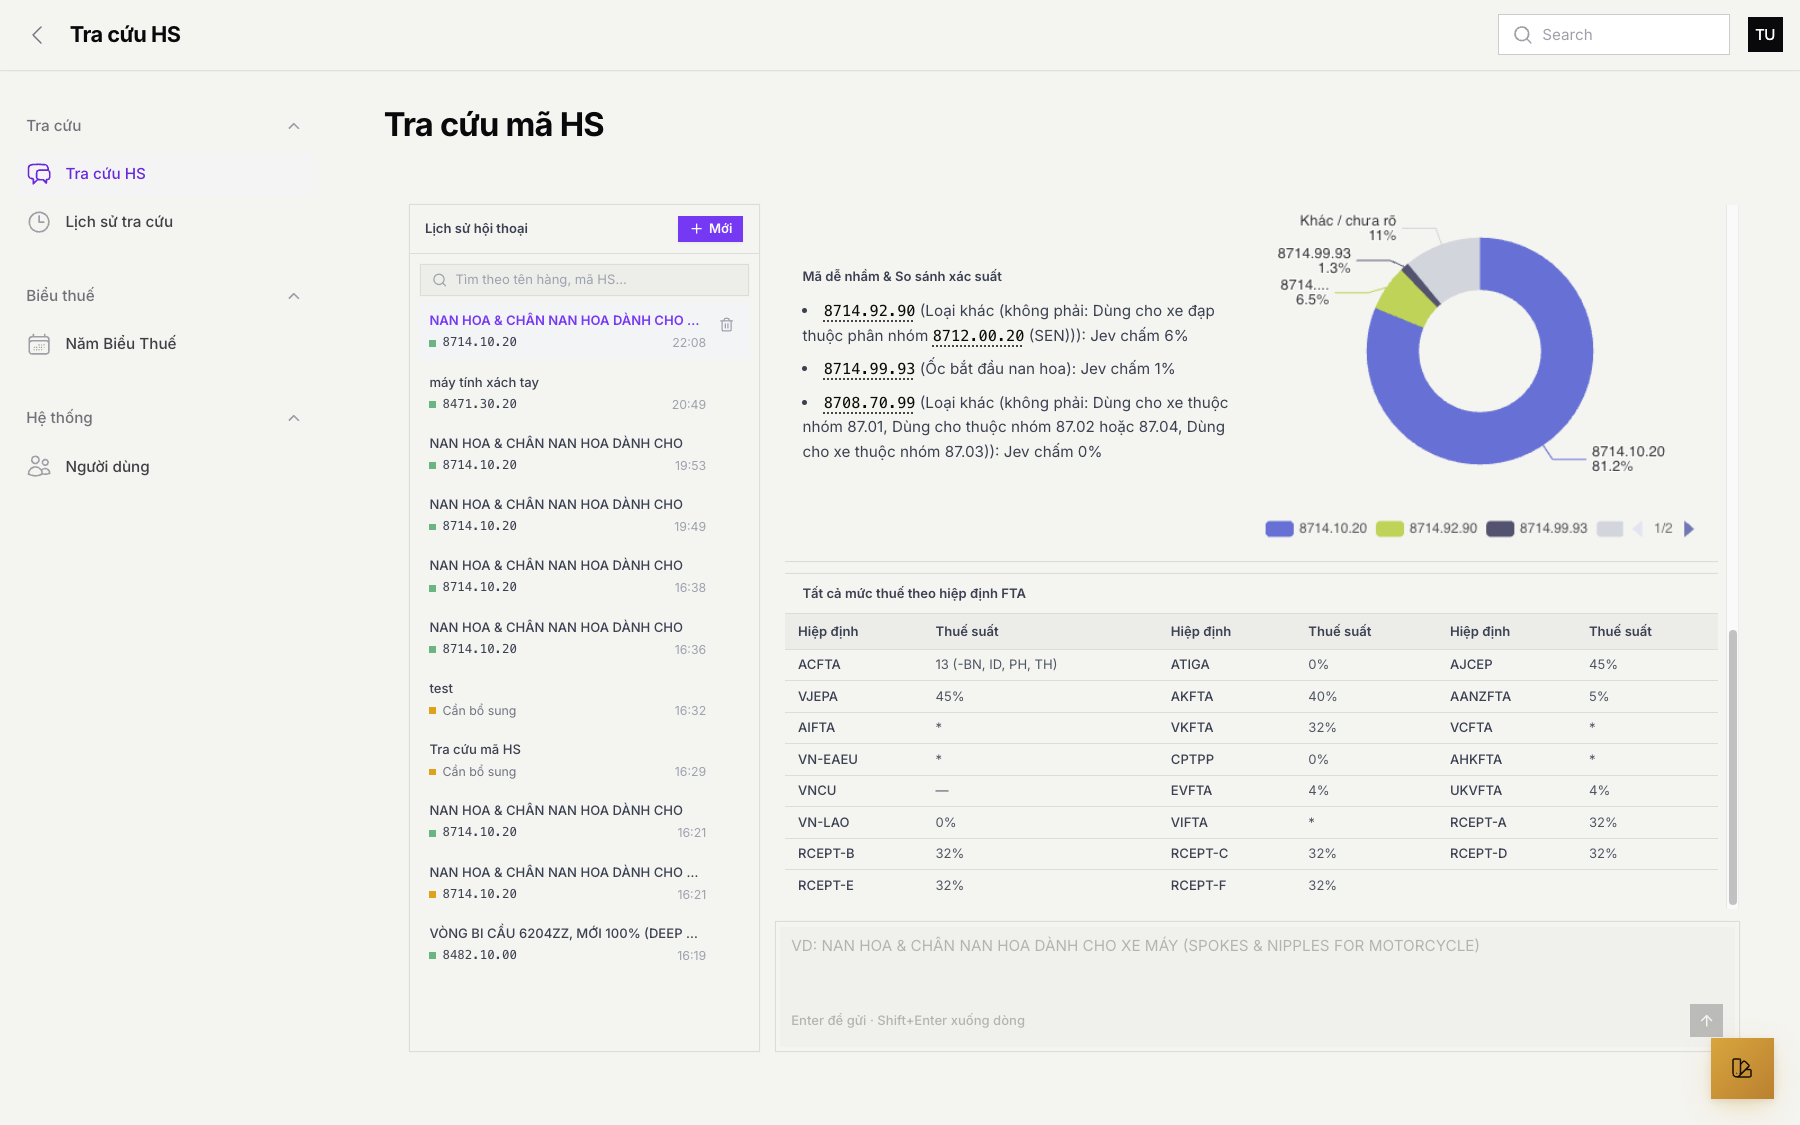 Tra cứu HS
Search
TU
Tra cứu
Tra cứu HS
Lịch sử tra cứu
Biểu thuế
Năm Biểu Thuế
Hệ thống
Người dùng
Tra cứu mã HS
Lịch sử hội thoại
+ Mới
Tìm theo tên hàng, mã HS...
NAN HOA & CHÂN NAN HOA DÀNH CHO ...
8714.10.20 22:08
máy tính xách tay
8471.30.20 20:49
NAN HOA & CHÂN NAN HOA DÀNH CHO
8714.10.20 19:53
NAN HOA & CHÂN NAN HOA DÀNH CHO
8714.10.20 19:49
NAN HOA & CHÂN NAN HOA DÀNH CHO
8714.10.20 16:38
NAN HOA & CHÂN NAN HOA DÀNH CHO
8714.10.20 16:36
test
Cần bổ sung 16:32
Tra cứu mã HS
Cần bổ sung 16:29
NAN HOA & CHÂN NAN HOA DÀNH CHO
8714.10.20 16:21
NAN HOA & CHÂN NAN HOA DÀNH CHO ...
8714.10.20 16:21
VÒNG BI CẦU 6204ZZ, MỚI 100% (DEEP ...
8482.10.00 16:19
Mã dễ nhầm & So sánh xác suất
• 8714.92.90 (Loại khác (không phải: Dùng cho xe đạp
thuộc phân nhóm 8712.00.20 (SEN))): Jev chấm 6%
• 8714.99.93 (Ốc bắt đầu nan hoa): Jev chấm 1%
• 8708.70.99 (Loại khác (không phải: Dùng cho xe thuộc
nhóm 87.01, Dùng cho thuộc nhóm 87.02 hoặc 87.04, Dùng
cho xe thuộc nhóm 87.03)): Jev chấm 0%
Khác / chưa rõ
11%
8714.99.93
1.3%
8714....
6.5%
8714.10.20
81.2%
8714.10.20 8714.92.90 8714.99.93 1/2
Tất cả mức thuế theo hiệp định FTA
Hiệp định Thuế suất Hiệp định Thuế suất Hiệp định Thuế suất
ACFTA 13 (-BN, ID, PH, TH) ATIGA 0% AJCEP 45%
VJEPA 45% AKFTA 40% AANZFTA 5%
AIFTA * VKFTA 32% VCFTA *
VN-EAEU * CPTPP 0% AHKFTA *
VNCU — EVFTA 4% UKVFTA 4%
VN-LAO 0% VIFTA * RCEPT-A 32%
RCEPT-B 32% RCEPT-C 32% RCEPT-D 32%
RCEPT-E 32% RCEPT-F 32%
VD: NAN HOA & CHÂN NAN HOA DÀNH CHO XE MÁY (SPOKES & NIPPLES FOR MOTORCYCLE)
Enter để gửi · Shift+Enter xuống dòng